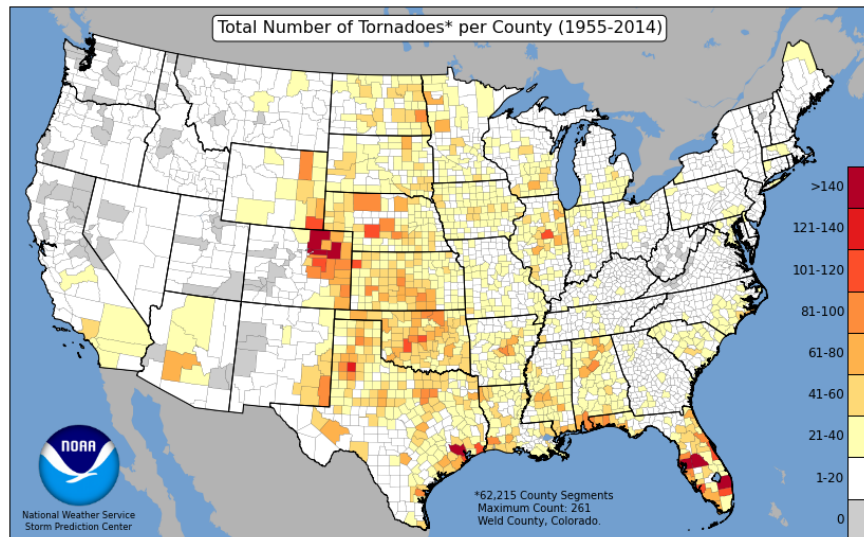 Total Number of Tornadoes* per County (1955-2014)
>140
121-140
101-120
81-100
61-80
41-60
21-40
1-20
0
NOAA
National Weather Service
Storm Prediction Center
*62,215 County Segments
Maximum Count: 261
Weld County, Colorado.